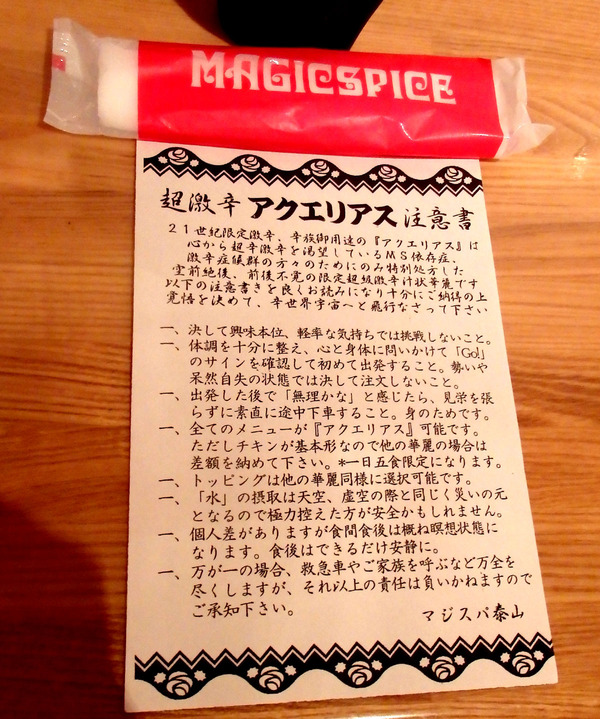 MAGICSPICE
超激辛 アクエリアス 注意書
21世紀限定激辛、辛族御用達の『アクエリアス』は
心から超辛激辛を渇望しているMS依存症、
激辛症候群の方々のためにのみ特別処方した
空前絶後、前後不覚の限定超級激辛汁状華麗です
以下の注意書きを良くお読みになり十分にご納得の上
覚悟を決めて、辛世界宇宙へと飛行なさって下さい
一、決して興味本位、軽率な気持ちでは挑戦しないこと。
一、体調を十分に整え、心と身体に問いかけて「Go!」
のサインを確認して初めて出発すること。勢いや
呆然自失の状態では決して注文しないこと。
一、出発した後で「無理かな」と感じたら、見栄を張
らずに素直に途中下車すること。身のためです。
一、全てのメニューが『アクエリアス』可能です。
ただしチキンが基本形なので他の華麗の場合は
差額を納めて下さい。*一日五食限定になります。
一、トッピングは他の華麗同様に選択可能です。
一、「水」の摂取は天空、虚空の際と同じく災いの元
となるので極力控えた方が安全かもしれません。
一、個人差がありますが食間食後は概ね瞑想状態に
なります。食後はできるだけ安静に。
一、万が一の場合、救急車やご家族を呼ぶなど万全を
尽くしますが、それ以上の責任は負いかねますので
ご承知下さい。
マジスパ泰山